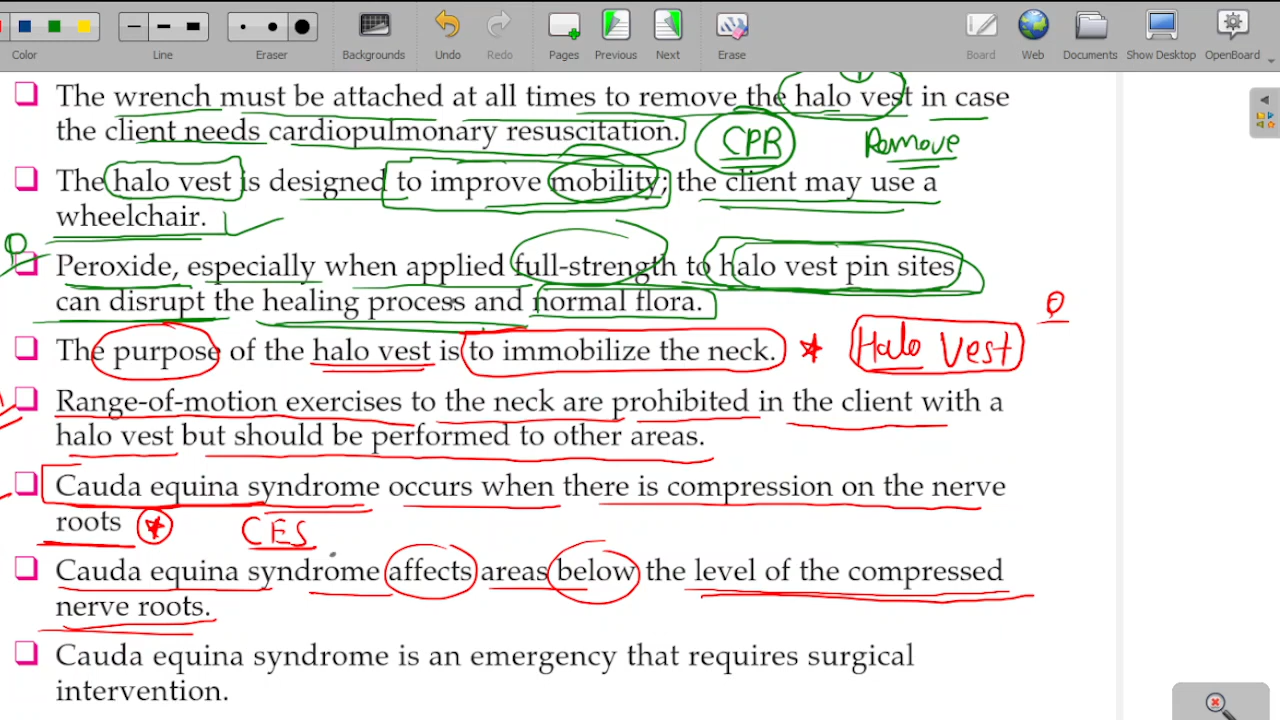 Color Line Eraser Backgrounds Undo Redo Pages Previous Next Erase Board Web Documents Show Desktop OpenBoard
The wrench must be attached at all times to remove the halo vest in case
the client needs cardiopulmonary resuscitation. CPR Remove
The halo vest is designed to improve mobility; the client may use a
wheelchair.
Peroxide, especially when applied full-strength to halo vest pin sites,
can disrupt the healing process and normal flora.
The purpose of the halo vest is to immobilize the neck. Halo Vest
Range-of-motion exercises to the neck are prohibited in the client with a
halo vest but should be performed to other areas.
Cauda equina syndrome occurs when there is compression on the nerve
roots CES
Cauda equina syndrome affects areas below the level of the compressed
nerve roots.
Cauda equina syndrome is an emergency that requires surgical
intervention.